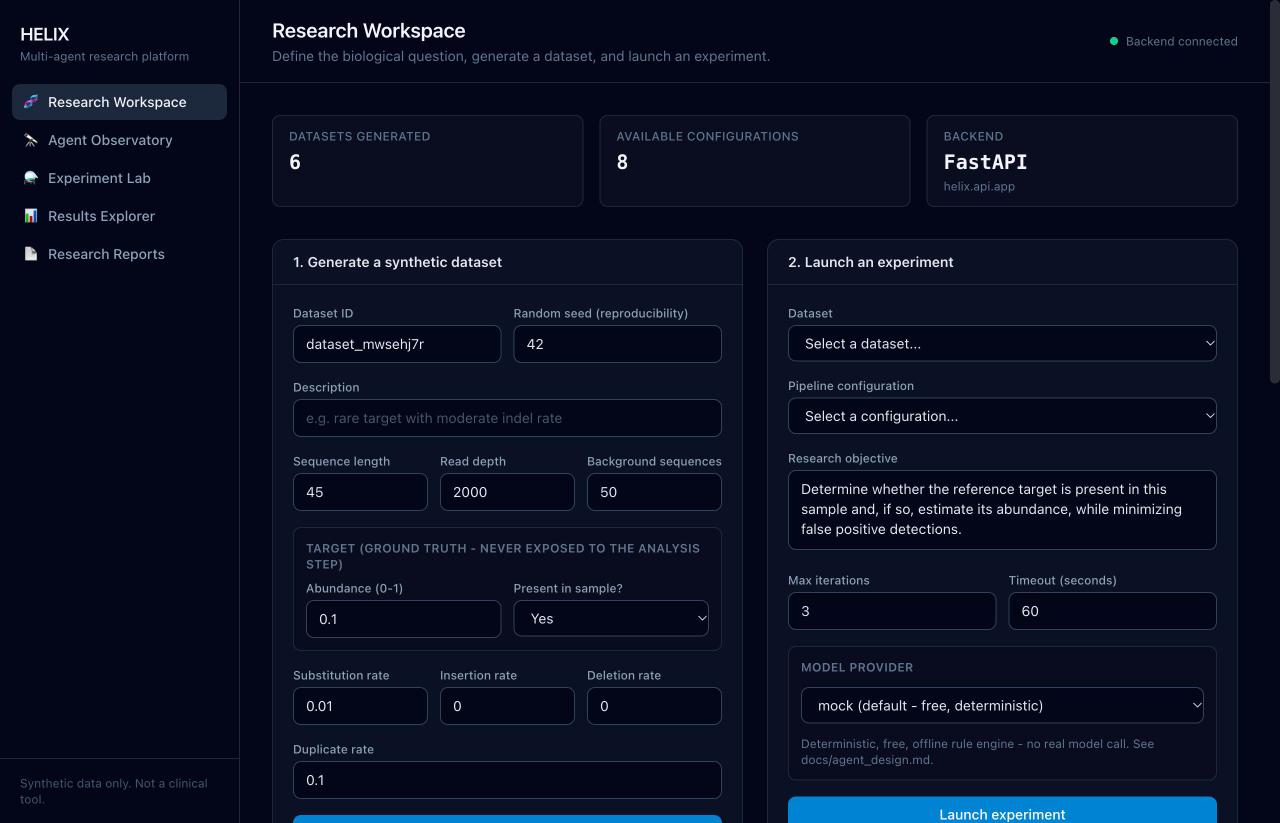 HELIX
Multi-agent research platform
Research Workspace
Agent Observatory
Experiment Lab
Results Explorer
Research Reports
Synthetic data only. Not a clinical
tool.
Research Workspace
Define the biological question, generate a dataset, and launch an experiment.
Backend connected
DATASETS GENERATED
6
AVAILABLE CONFIGURATIONS
8
BACKEND
FastAPI
helix.api.app
1. Generate a synthetic dataset
Dataset ID
dataset_mwsehj7r
Random seed (reproducibility)
42
Description
e.g. rare target with moderate indel rate
Sequence length
45
Read depth
2000
Background sequences
50
TARGET (GROUND TRUTH - NEVER EXPOSED TO THE ANALYSIS
STEP)
Abundance (0-1)
0.1
Present in sample?
Yes
Substitution rate
0.01
Insertion rate
0
Deletion rate
0
Duplicate rate
0.1
2. Launch an experiment
Dataset
Select a dataset...
Pipeline configuration
Select a configuration...
Research objective
Determine whether the reference target is present in this
sample and, if so, estimate its abundance, while minimizing
false positive detections.
Max iterations
3
Timeout (seconds)
60
MODEL PROVIDER
mock (default - free, deterministic)
Deterministic, free, offline rule engine - no real model call. See
docs/agent_design.md.
Launch experiment